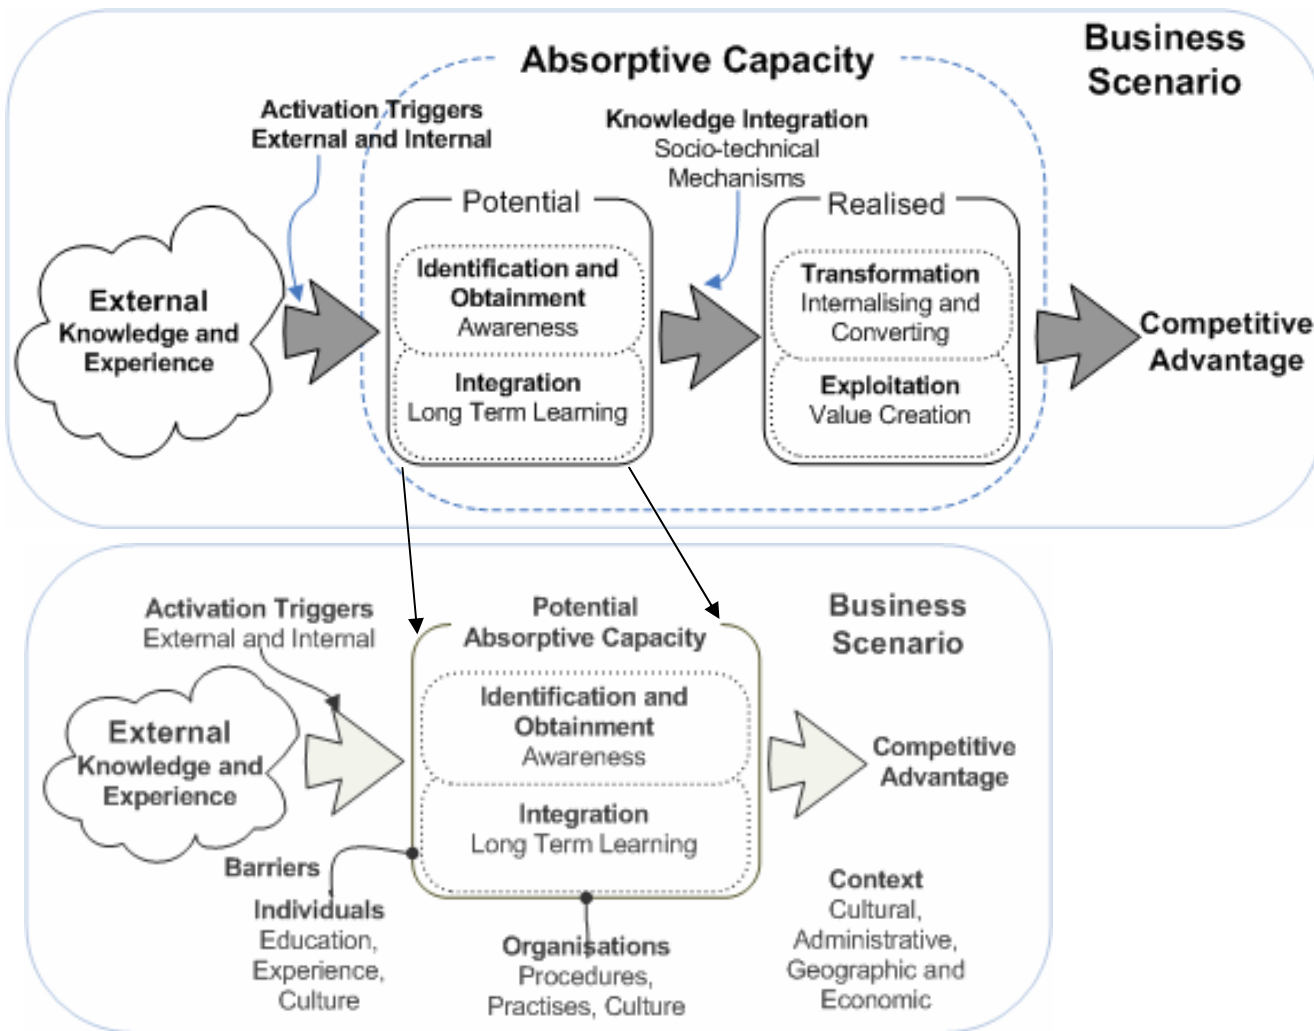 Business
Scenario
Absorptive Capacity
Activation Triggers
External and Internal
Knowledge Integration
Socio-technical
Mechanisms
Potential
Realised
External
Knowledge and
Experience
Identification and
Obtainment
Awareness
Integration
Long Term Learning
Transformation
Internalising and
Converting
Exploitation
Value Creation
Competitive
Advantage
Activation Triggers
External and Internal
Potential
Absorptive Capacity
Business
Scenario
External
Knowledge and
Experience
Identification and
Obtainment
Awareness
Integration
Long Term Learning
Competitive
Advantage
Barriers
Individuals
Education,
Experience,
Culture
Organisations
Procedures,
Practises, Culture
Context
Cultural,
Administrative,
Geographic and
Economic